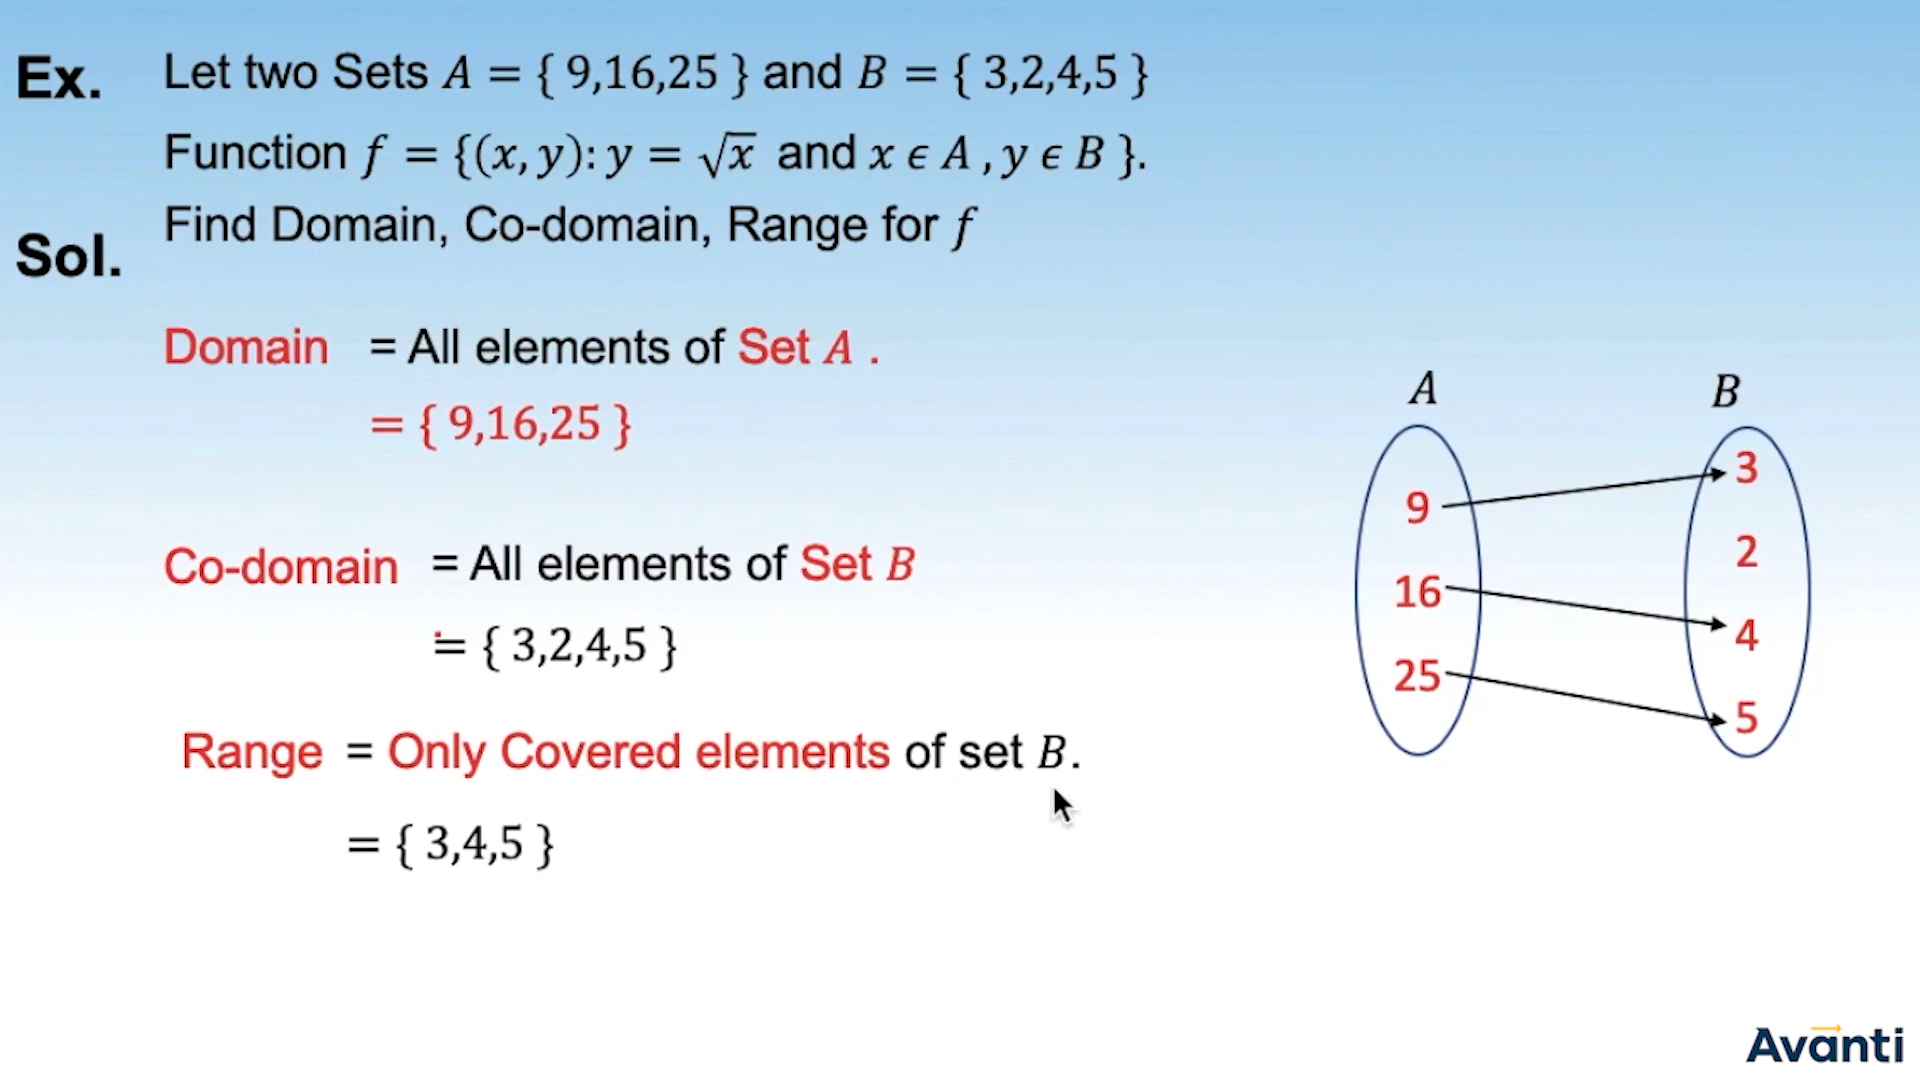 Ex. Let two Sets A = { 9,16,25 } and B = { 3,2,4,5 }
Function f = {(x, y): y = √x and x ϵ A , y ϵ B }.
Find Domain, Co-domain, Range for f
Sol.
Domain = All elements of Set A .
= { 9,16,25 }
Co-domain = All elements of Set B
= { 3,2,4,5 }
Range = Only Covered elements of set B.
= { 3,4,5 }
A B
9
16
25
3
2
4
5
Avanti